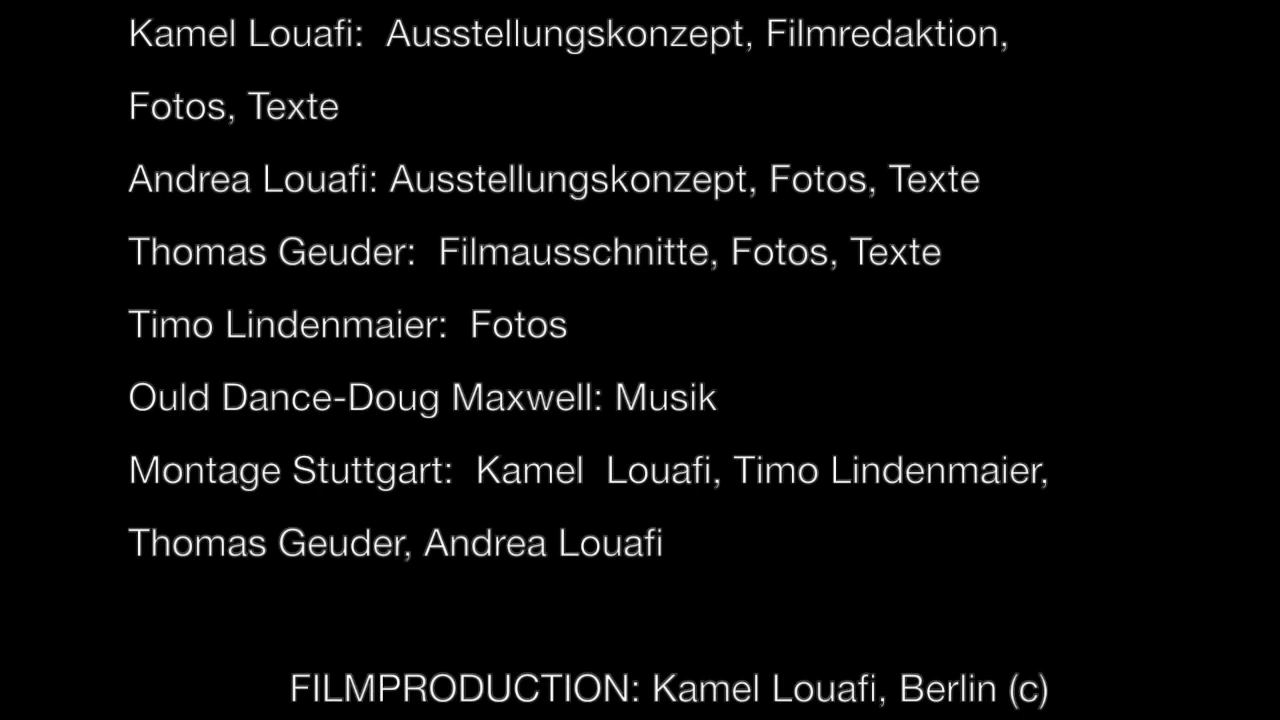 Kamel Louafi:  Ausstellungskonzept, Filmredaktion,
Fotos, Texte
Andrea Louafi: Ausstellungskonzept, Fotos, Texte
Thomas Geuder:  Filmausschnitte, Fotos, Texte
Timo Lindenmaier:  Fotos
Ould Dance-Doug Maxwell: Musik
Montage Stuttgart:  Kamel  Louafi, Timo Lindenmaier,
Thomas Geuder, Andrea Louafi
FILMPRODUCTION: Kamel Louafi, Berlin (c)